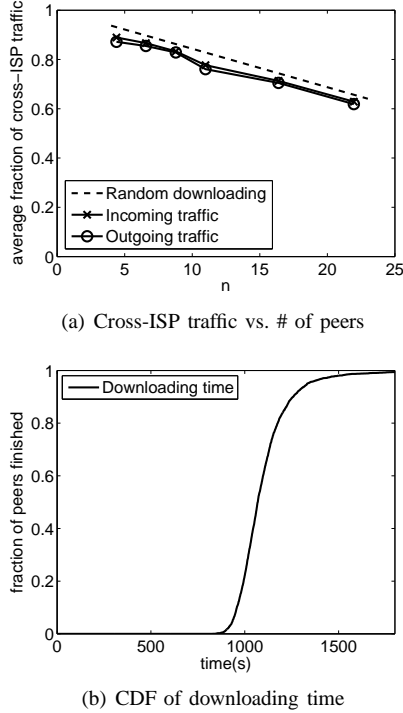 average fraction of cross−ISP traffic
1
0.8
0.6
0.4
0.2
0
Random downloading
Incoming traffic
Outgoing traffic
0 5 10 15 20 25
n
(a) Cross-ISP traffic vs. # of peers
fraction of peers finished
1
0.8
0.6
0.4
0.2
0
Downloading time
0 500 1000 1500
time(s)
(b) CDF of downloading time